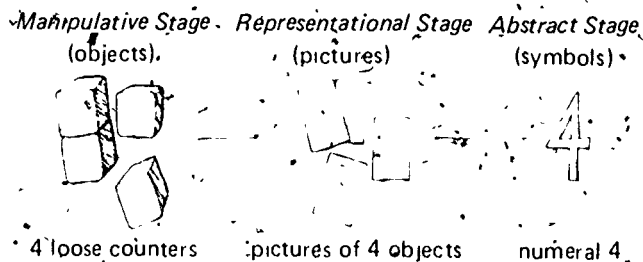 Manipulative Stage Representational Stage Abstract Stage
(objects) (pictures) (symbols)
4
4 loose counters pictures of 4 objects numeral 4